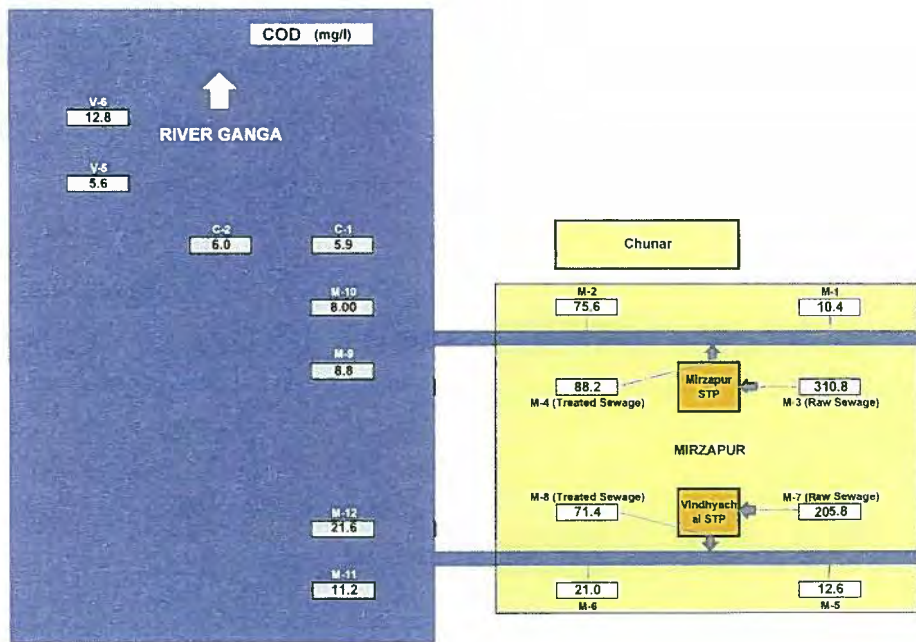 COD (mg/l)
V-6
12.8
RIVER GANGA
V-5
5.6
C-2
6.0
C-1
5.9
M-10
8.00
M-9
8.8
M-12
21.6
M-11
11.2
Chunar
M-2
75.6
M-1
10.4
88.2
M-4 (Treated Sewage)
Mirzapur
STP
310.8
M-3 (Raw Sewage)
MIRZAPUR
M-8 (Treated Sewage)
71.4
Vindhyach
al STP
M-7 (Raw Sewage)
205.8
21.0
M-6
12.6
M-5